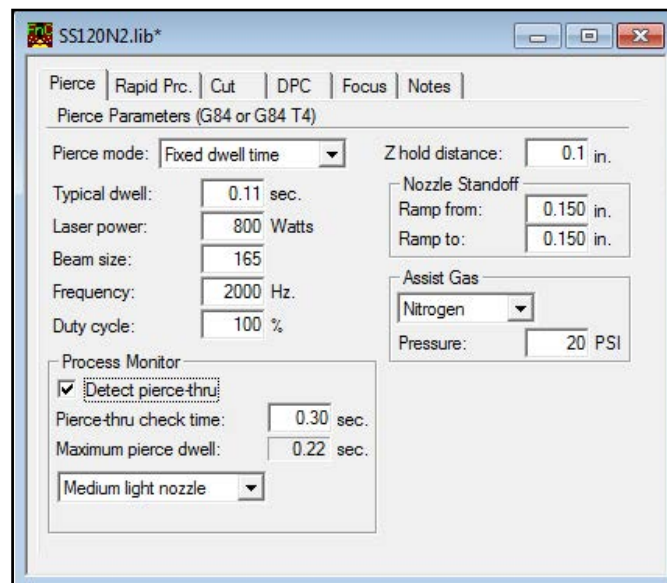 SS120N2.lib*
Pierce Rapid Prc. Cut DPC Focus Notes
Pierce Parameters (G84 or G84 T4)
Pierce mode: Fixed dwell time
Typical dwell: 0.11 sec.
Laser power: 800 Watts
Beam size: 165
Frequency: 2000 Hz.
Duty cycle: 100 %
Process Monitor
Detect pierce-thru
Pierce-thru check time: 0.30 sec.
Maximum pierce dwell: 0.22 sec.
Medium light nozzle
Z hold distance: 0.1 in.
Nozzle Standoff
Ramp from: 0.150 in.
Ramp to: 0.150 in.
Assist Gas
Nitrogen
Pressure: 20 PSI